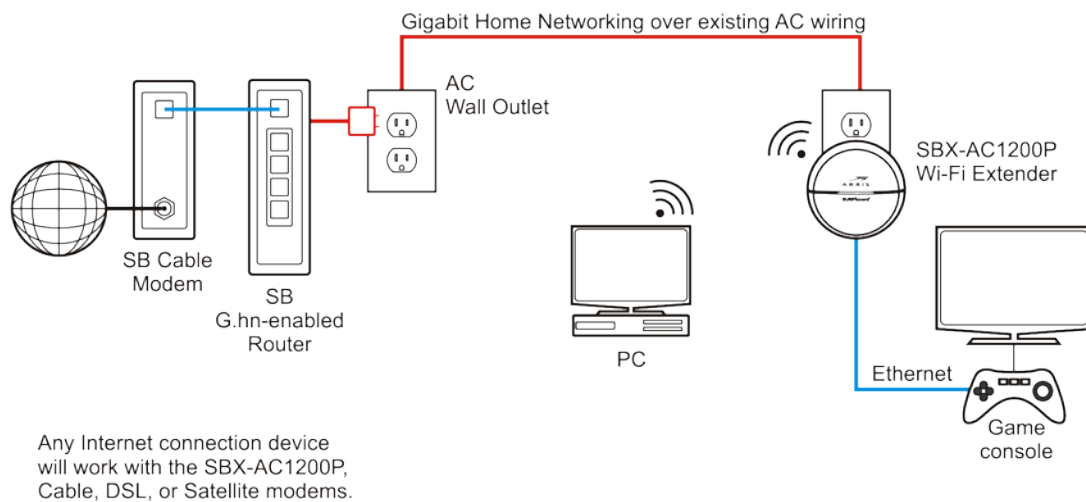 Gigabit Home Networking over existing AC wiring
AC
Wall Outlet
SBX-AC1200P
Wi-Fi Extender
ARRIS
SURFboard
SB Cable
Modem
SB
G.hn-enabled
Router
PC
Ethernet
Game
console
Any Internet connection device
will work with the SBX-AC1200P,
Cable, DSL, or Satellite modems.